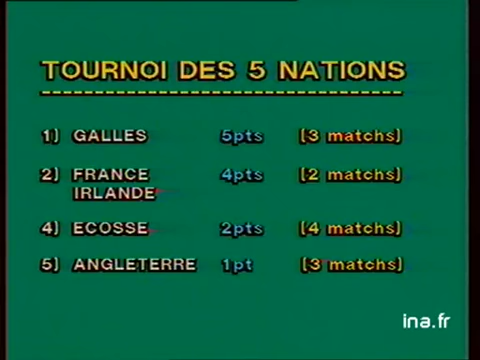 TOURNOI DES 5 NATIONS
1) GALLES 5pts (3 matchs)
2) FRANCE 4pts (2 matchs)
IRLANDE
4) ECOSSE 2pts (4 matchs)
5) ANGLETERRE 1pt (3 matchs)
ina.fr